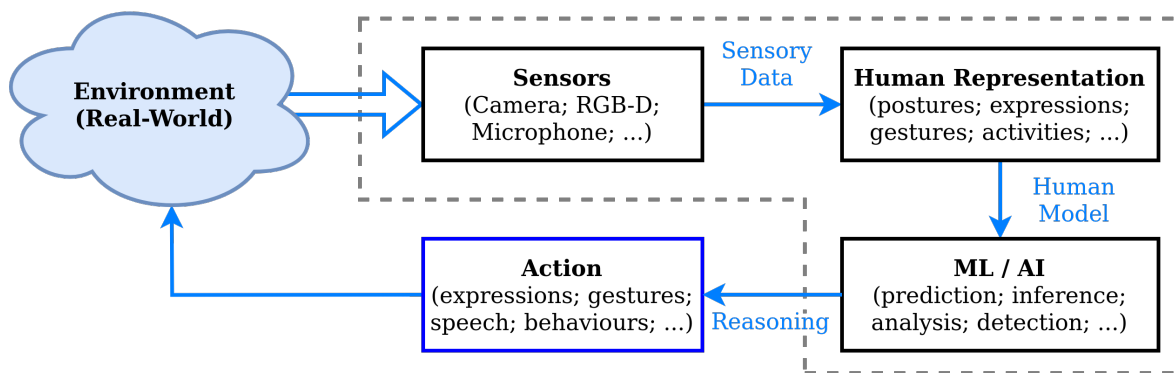 Environment
(Real-World)
Sensors
(Camera; RGB-D;
Microphone; ...)
Sensory
Data
Human Representation
(postures; expressions;
gestures; activities; ...)
Human
Model
ML / AI
(prediction; inference;
analysis; detection; ...)
Reasoning
Action
(expressions; gestures;
speech; behaviours; ...)